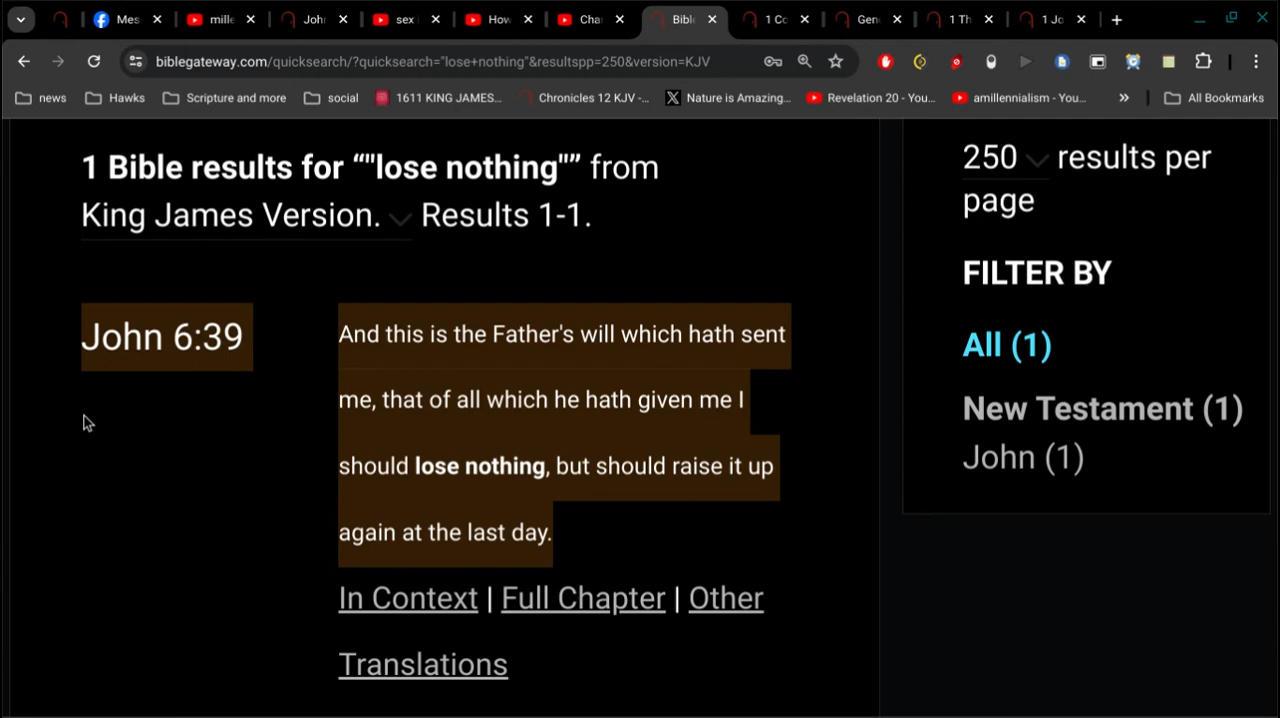 Mes
mille
Johr
sex i
How
Cha
Bibl
1 Cc
Gen
1 Th
1 Jo
biblegateway.com/quicksearch/?quicksearch="lose+nothing"&resultspp=250&version=KJV
news
Hawks
Scripture and more
social
1611 KING JAMES...
Chronicles 12 KJV -...
Nature is Amazing...
Revelation 20 - You...
amillennialism - You...
»
All Bookmarks
1 Bible results for “"lose nothing"” from
King James Version. Results 1-1.
John 6:39
And this is the Father's will which hath sent
me, that of all which he hath given me I
should lose nothing, but should raise it up
again at the last day.
In Context | Full Chapter | Other
Translations
250 results per
page
FILTER BY
All (1)
New Testament (1)
John (1)